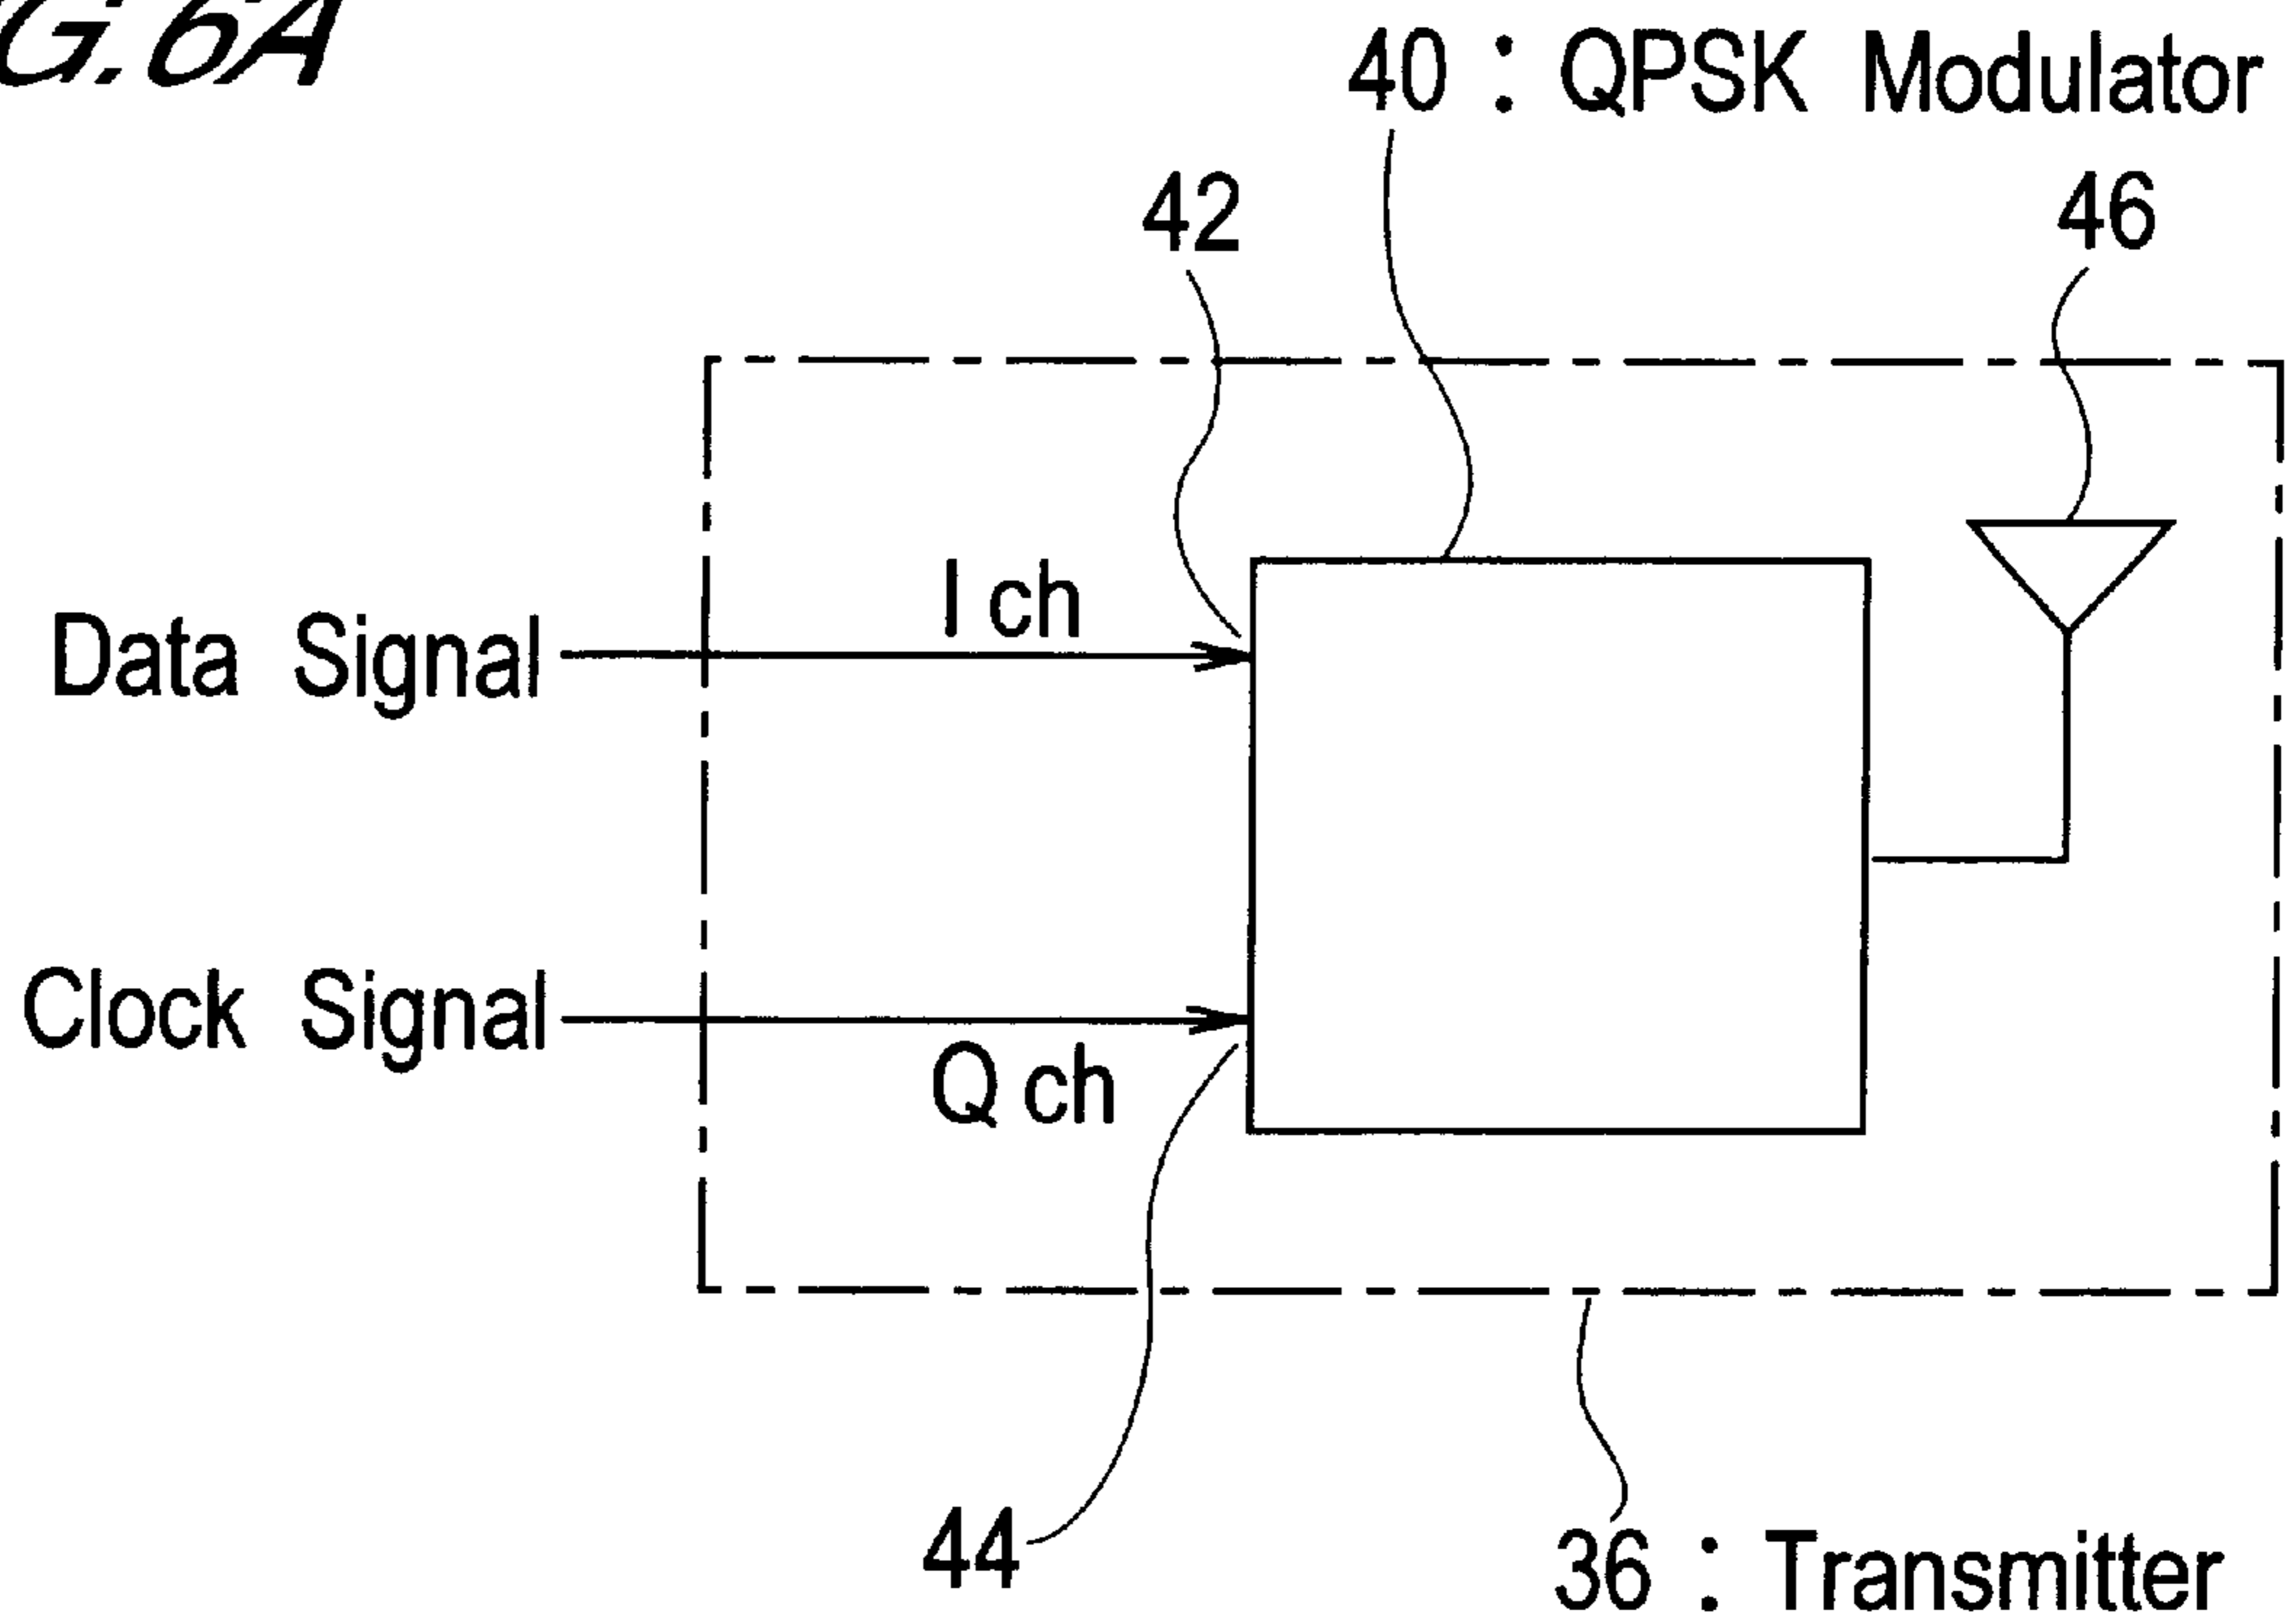 G. 6A
40 : QPSK Modulator
42
46
I ch
Data Signal
Clock Signal
Q ch
44
36 : Transmitter